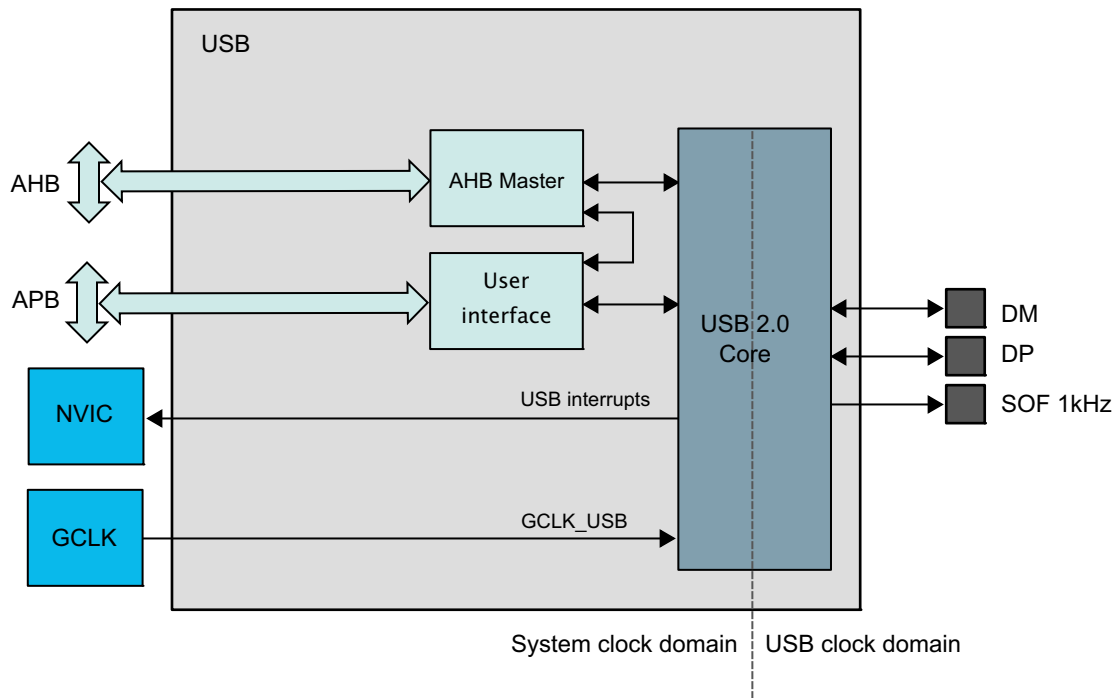 USB
AHB
AHB Master
APB
User
interface
USB 2.0
Core
DM
DP
SOF 1kHz
NVIC
USB interrupts
GCLK
GCLK_USB
System clock domain
USB clock domain